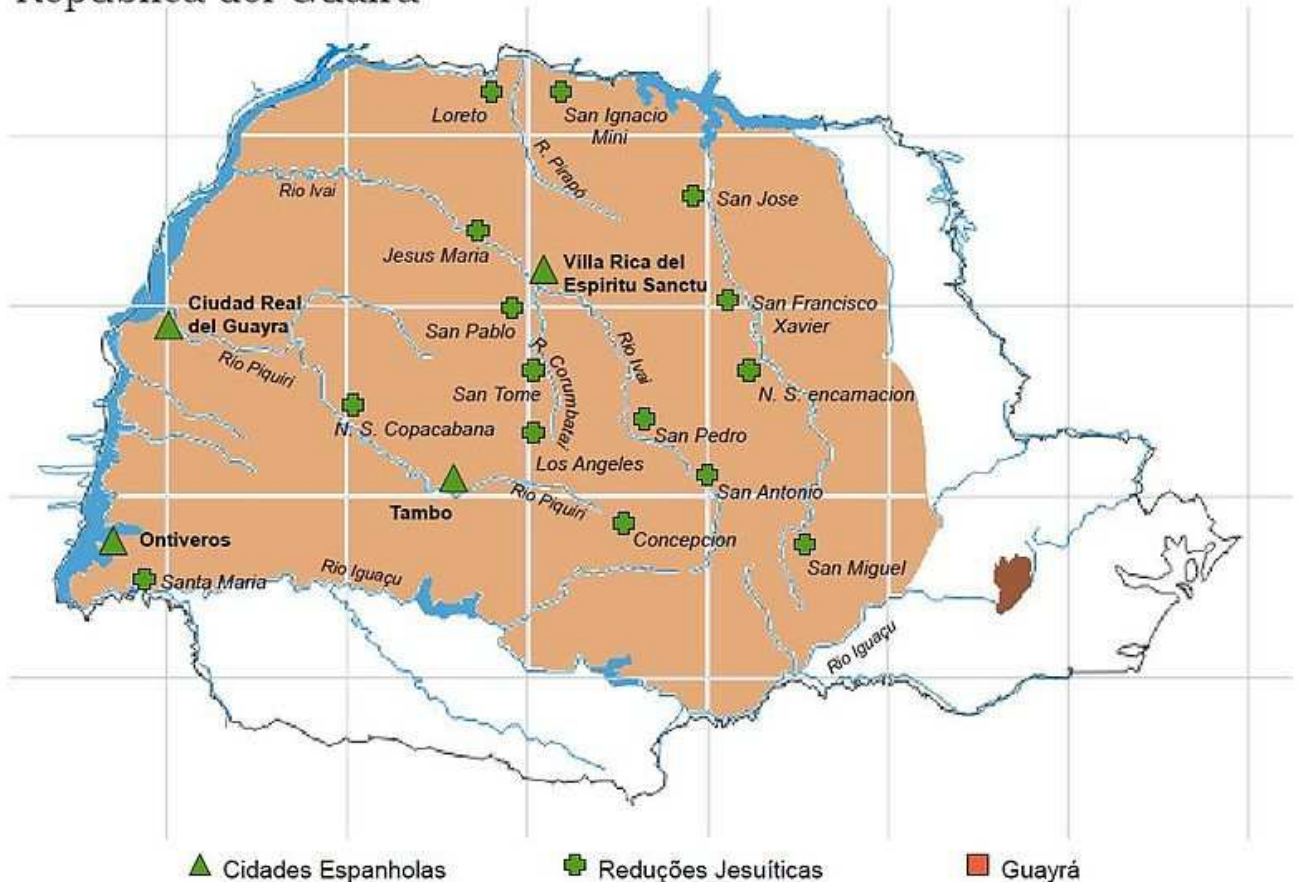 República del Guairá
Loreto
San Ignacio
Mini
R. Pirapó
Rio Ivai
San Jose
Jesus Maria
Villa Rica del
Espiritu Sanctu
Ciudad Real
del Guayra
San Pablo
San Francisco
Xavier
Rio Piquiri
R. Corumbataí
Rio Ivai
San Tome
N. S. encamacion
N. S. Copacabana
San Pedro
Los Angeles
San Antonio
Tambo
Rio Piquiri
Concepcion
Ontiveros
San Miguel
Santa Maria
Rio Iguaçu
Rio Iguaçu
Cidades Espanholas
Reduções Jesuíticas
Guayrá